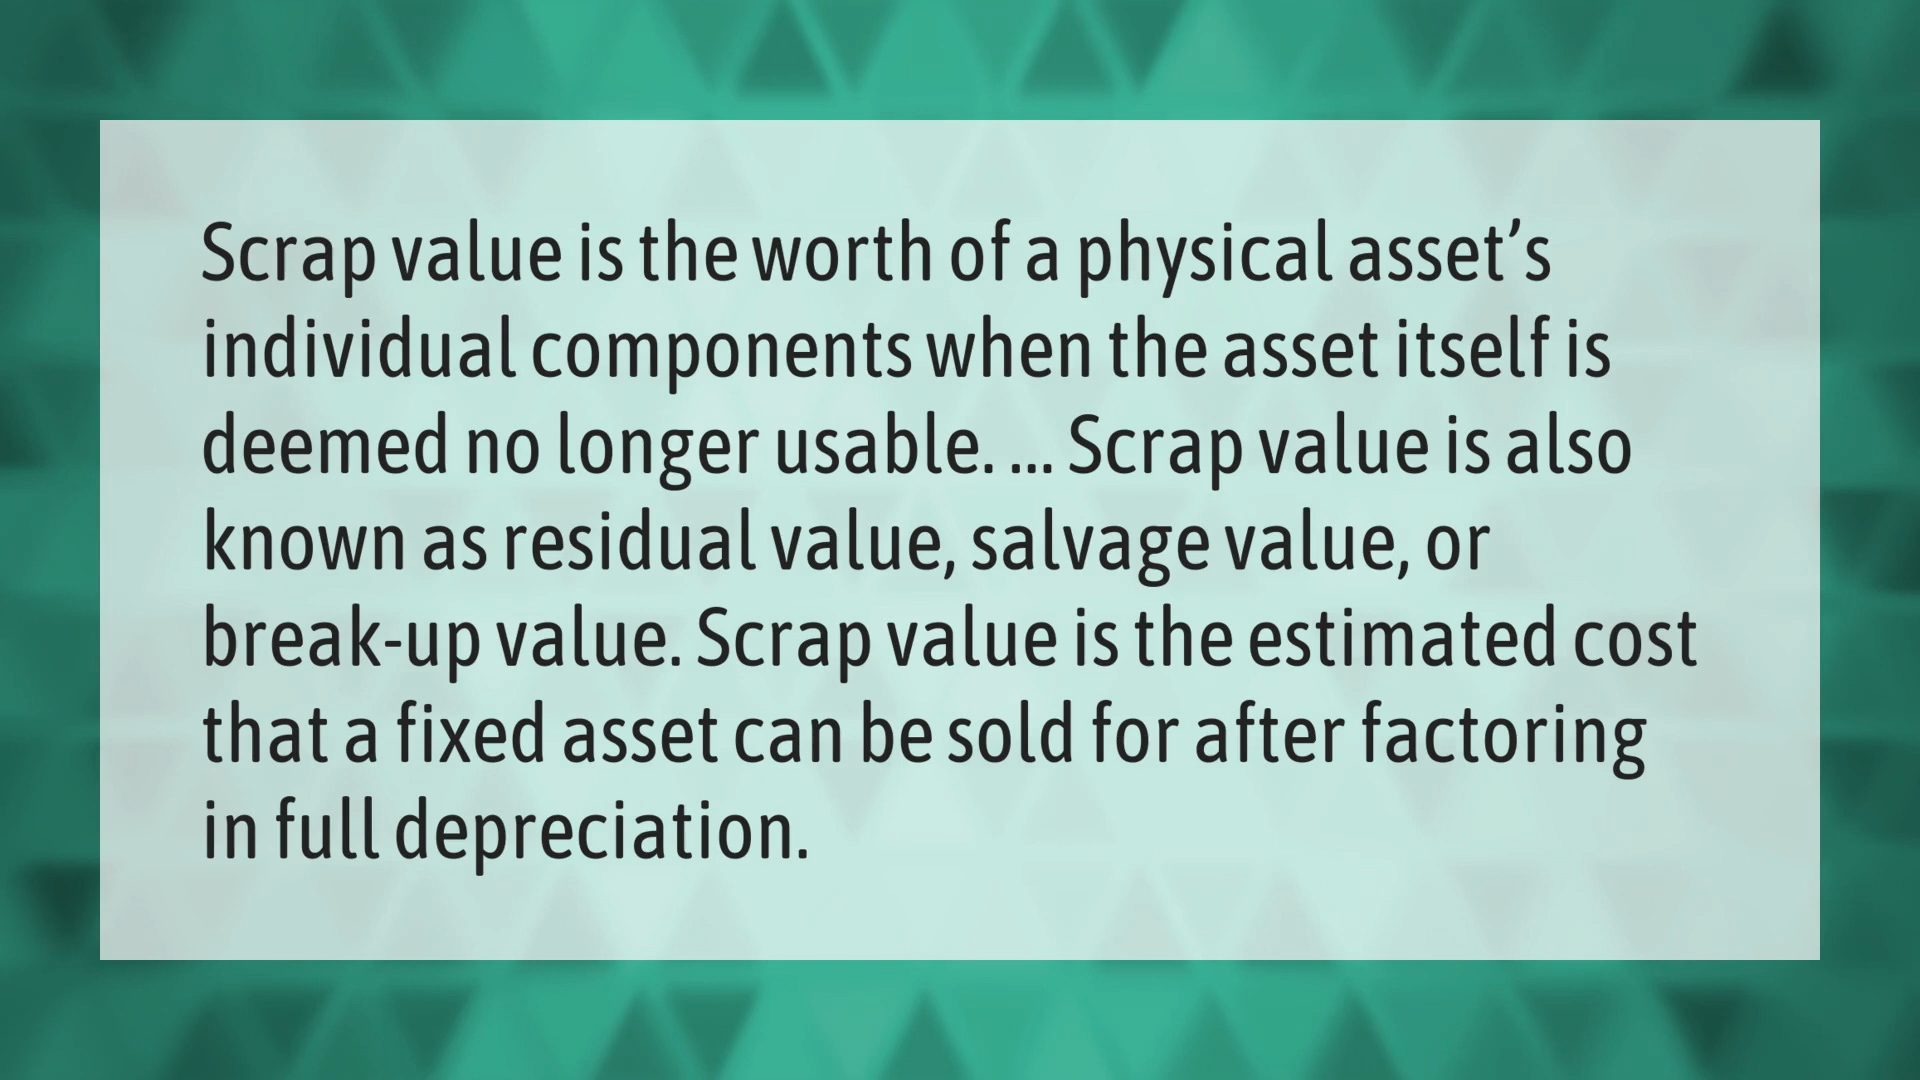 Scrap value is the worth of a physical asset’s
individual components when the asset itself is
deemed no longer usable. ... Scrap value is also
known as residual value, salvage value, or
break-up value. Scrap value is the estimated cost
that a fixed asset can be sold for after factoring
in full depreciation.